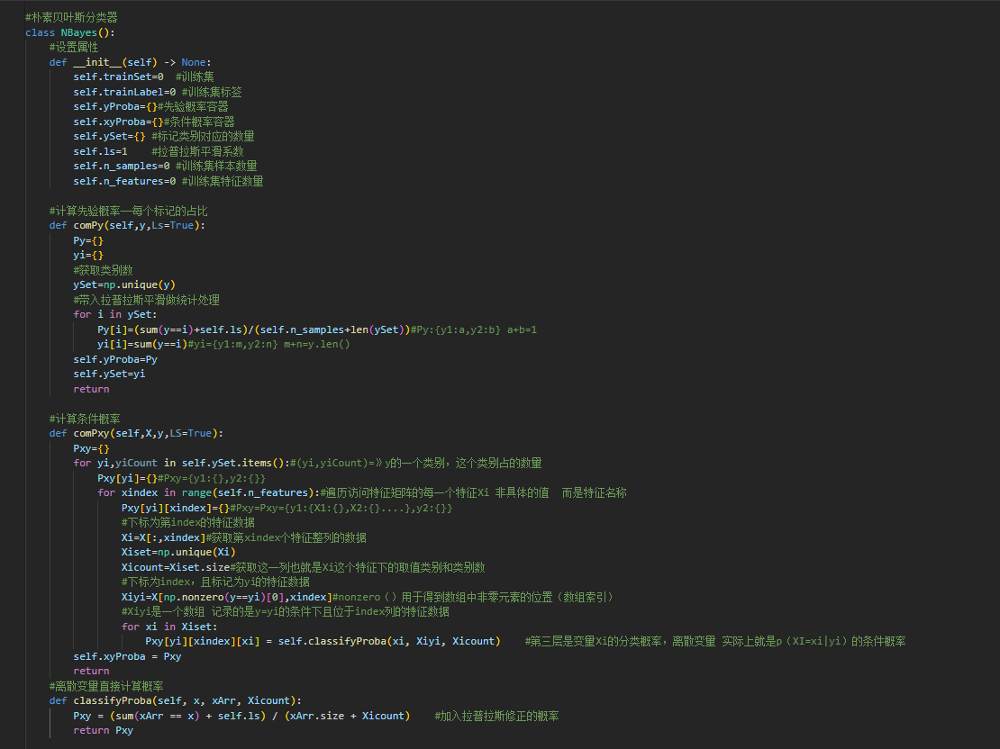 #朴素贝叶斯分类器
class NBayes():
    #设置属性
    def __init__(self) -> None:
        self.trainSet=0  #训练集
        self.trainLabel=0 #训练集标签
        self.yProba={}#先验概率容器
        self.xyProba={}#条件概率容器
        self.ySet={} #标记类别对应的数量
        self.ls=1    #拉普拉斯平滑系数
        self.n_samples=0 #训练集样本数量
        self.n_features=0 #训练集特征数量

    #计算先验概率——每个标记的占比
    def comPy(self,y,Ls=True):
        Py={}
        yi={}
        #获取类别数
        ySet=np.unique(y)
        #带入拉普拉斯平滑做统计处理
        for i in ySet:
            Py[i]=(sum(y==i)+self.ls)/(self.n_samples+len(ySet))#Py:{y1:a,y2:b} a+b=1
            yi[i]=sum(y==i)#yi={y1:m,y2:n} m+n=y.len()
        self.yProba=Py
        self.ySet=yi
        return

    #计算条件概率
    def comPxy(self,X,y,LS=True):
        Pxy={}
        for yi,yiCount in self.ySet.items():#(yi,yiCount)=》y的一个类别，这个类别占的数量
            Pxy[yi]={}#Pxy={y1:{},y2:{}}
            for xindex in range(self.n_features):#遍历访问特征矩阵的每一个特征Xi 非具体的值  而是特征名称
                Pxy[yi][xindex]={}#Pxy=Pxy={y1:{X1:{},X2:{}....},y2:{}}
                #下标为第index的特征数据
                Xi=X[:,xindex]#获取第xindex个特征整列的数据
                Xiset=np.unique(Xi)
                Xicount=Xiset.size#获取这一列也就是Xi这个特征下的取值类别和类别数
                #下标为index，且标记为yi的特征数据
                Xiyi=X[np.nonzero(y==yi)[0],xindex]#nonzero（）用于得到数组中非零元素的位置（数组索引）
                #Xiyi是一个数组 记录的是y=yi的条件下且位于index列的特征数据
                for xi in Xiset:
                    Pxy[yi][xindex][xi] = self.classifyProba(xi, Xiyi, Xicount)    #第三层是变量Xi的分类概率，离散变量 实际上就是p（XI=xi|yi）的条件概率
        self.xyProba = Pxy
        return
    #离散变量直接计算概率
    def classifyProba(self, x, xArr, Xicount):
        Pxy = (sum(xArr == x) + self.ls) / (xArr.size + Xicount)    #加入拉普拉斯修正的概率
        return Pxy